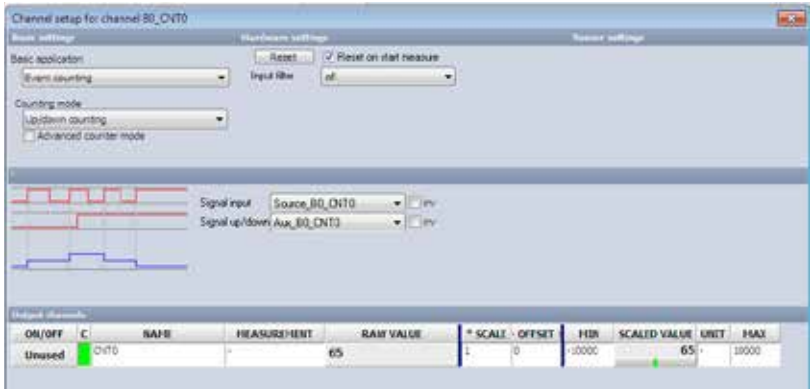 Channel setup for channel B0_CNT0
Basic settings
Hardware settings
Sensor settings
Basic application
Event counting
Reset
Reset on start measure
Input filter
off
Counting mode
Up/down counting
Advanced counter mode
Signal input
Source_B0_CNT0
inv
Signal up/down
Aux_B0_CNT0
inv
Output channels
ON/OFF C NAME MEASUREMENT RAW VALUE * SCALE - OFFSET MIN SCALED VALUE UNIT MAX
Unused CNT0 - 65 1 0 -10000 65 - 10000